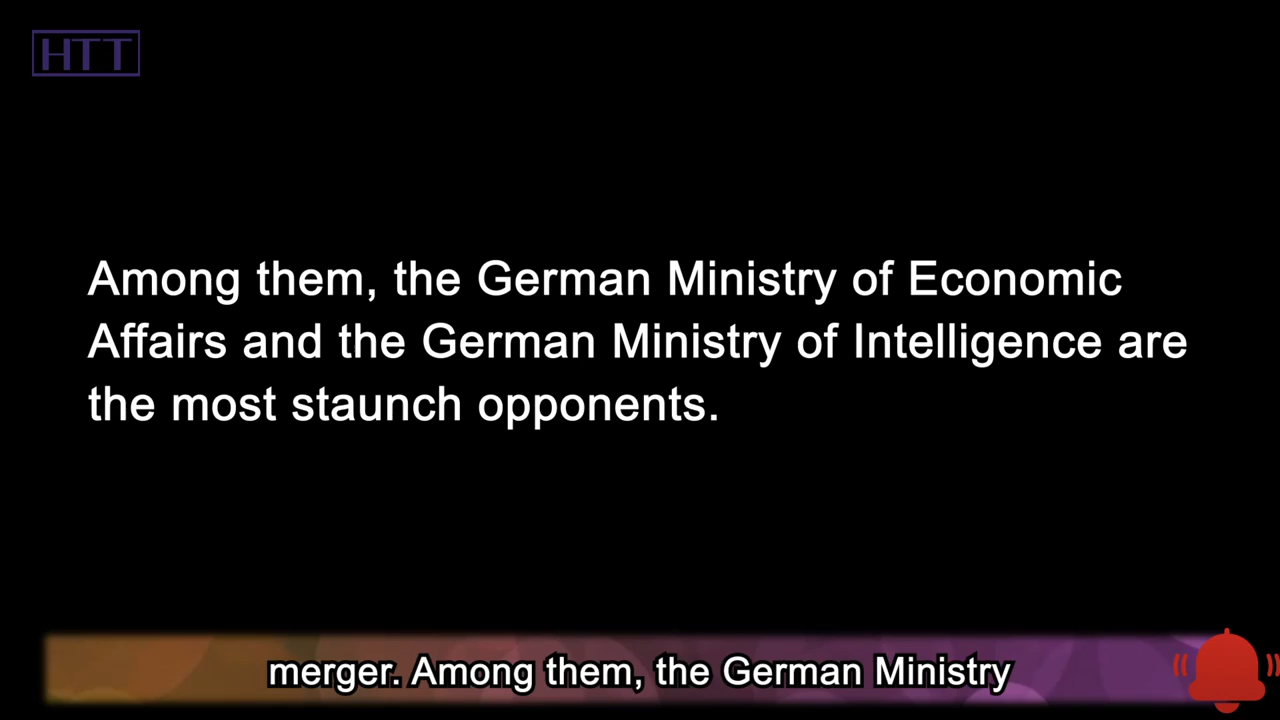 HTT
Among them, the German Ministry of Economic
Affairs and the German Ministry of Intelligence are
the most staunch opponents.
merger. Among them, the German Ministry